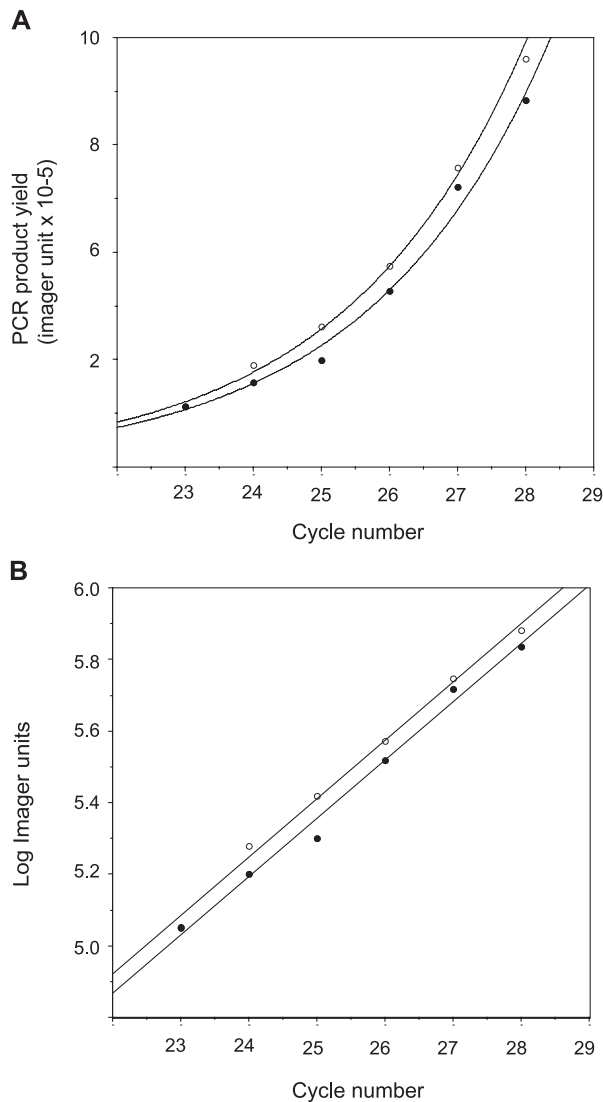 A
10
8
6
2
PCR product yield
(imager unit x 10-5)
23 24 25 26 27 28 29
Cycle number
B
6.0
5.8
5.6
5.4
5.2
5.0
Log Imager units
23 24 25 26 27 28 29
Cycle number